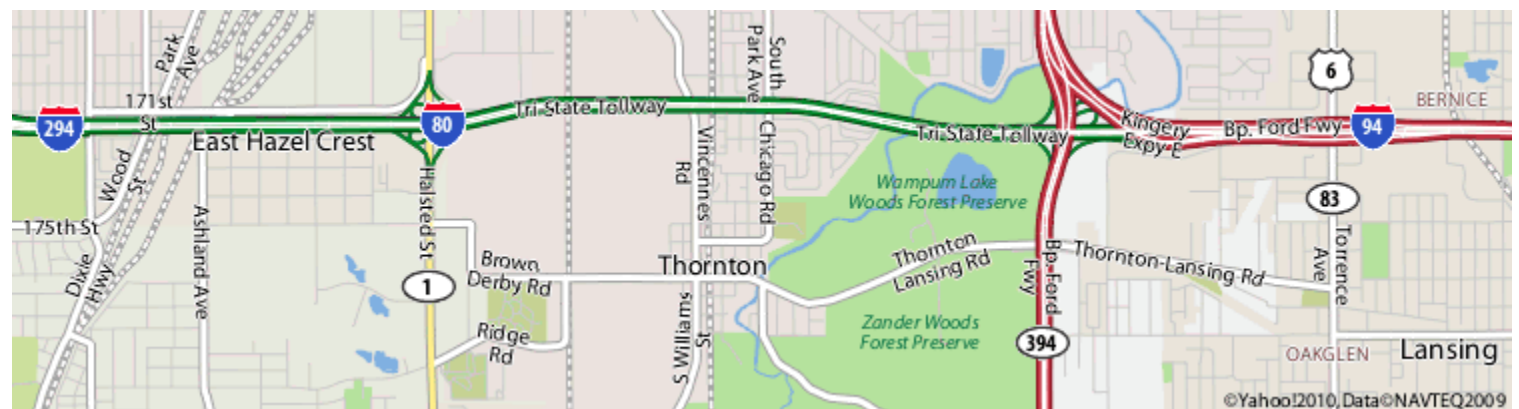 Park
Ave
171st
St
294
East Hazel Crest
80
Tri State Tollway
South
Park Ave
Chicago Rd
Vincennes
Rd
Tri State Tollway
Kingery
Expy E
Bp. Ford Fwy
94
6
BERNICE
Wood
St
175th St
Dixie
Hwy
Ashland Ave
Halsted St
1
Brown
Derby Rd
Ridge
Rd
Thornton
Williams
St
S
Wampum Lake
Woods Forest Preserve
Thornton
Lansing Rd
Zander Woods
Forest Preserve
Bp. Ford
Fwy
394
Thornton-Lansing Rd
83
Torrence
Ave
OAKGLEN
Lansing
©Yahoo!2010, Data©NAVTEQ2009